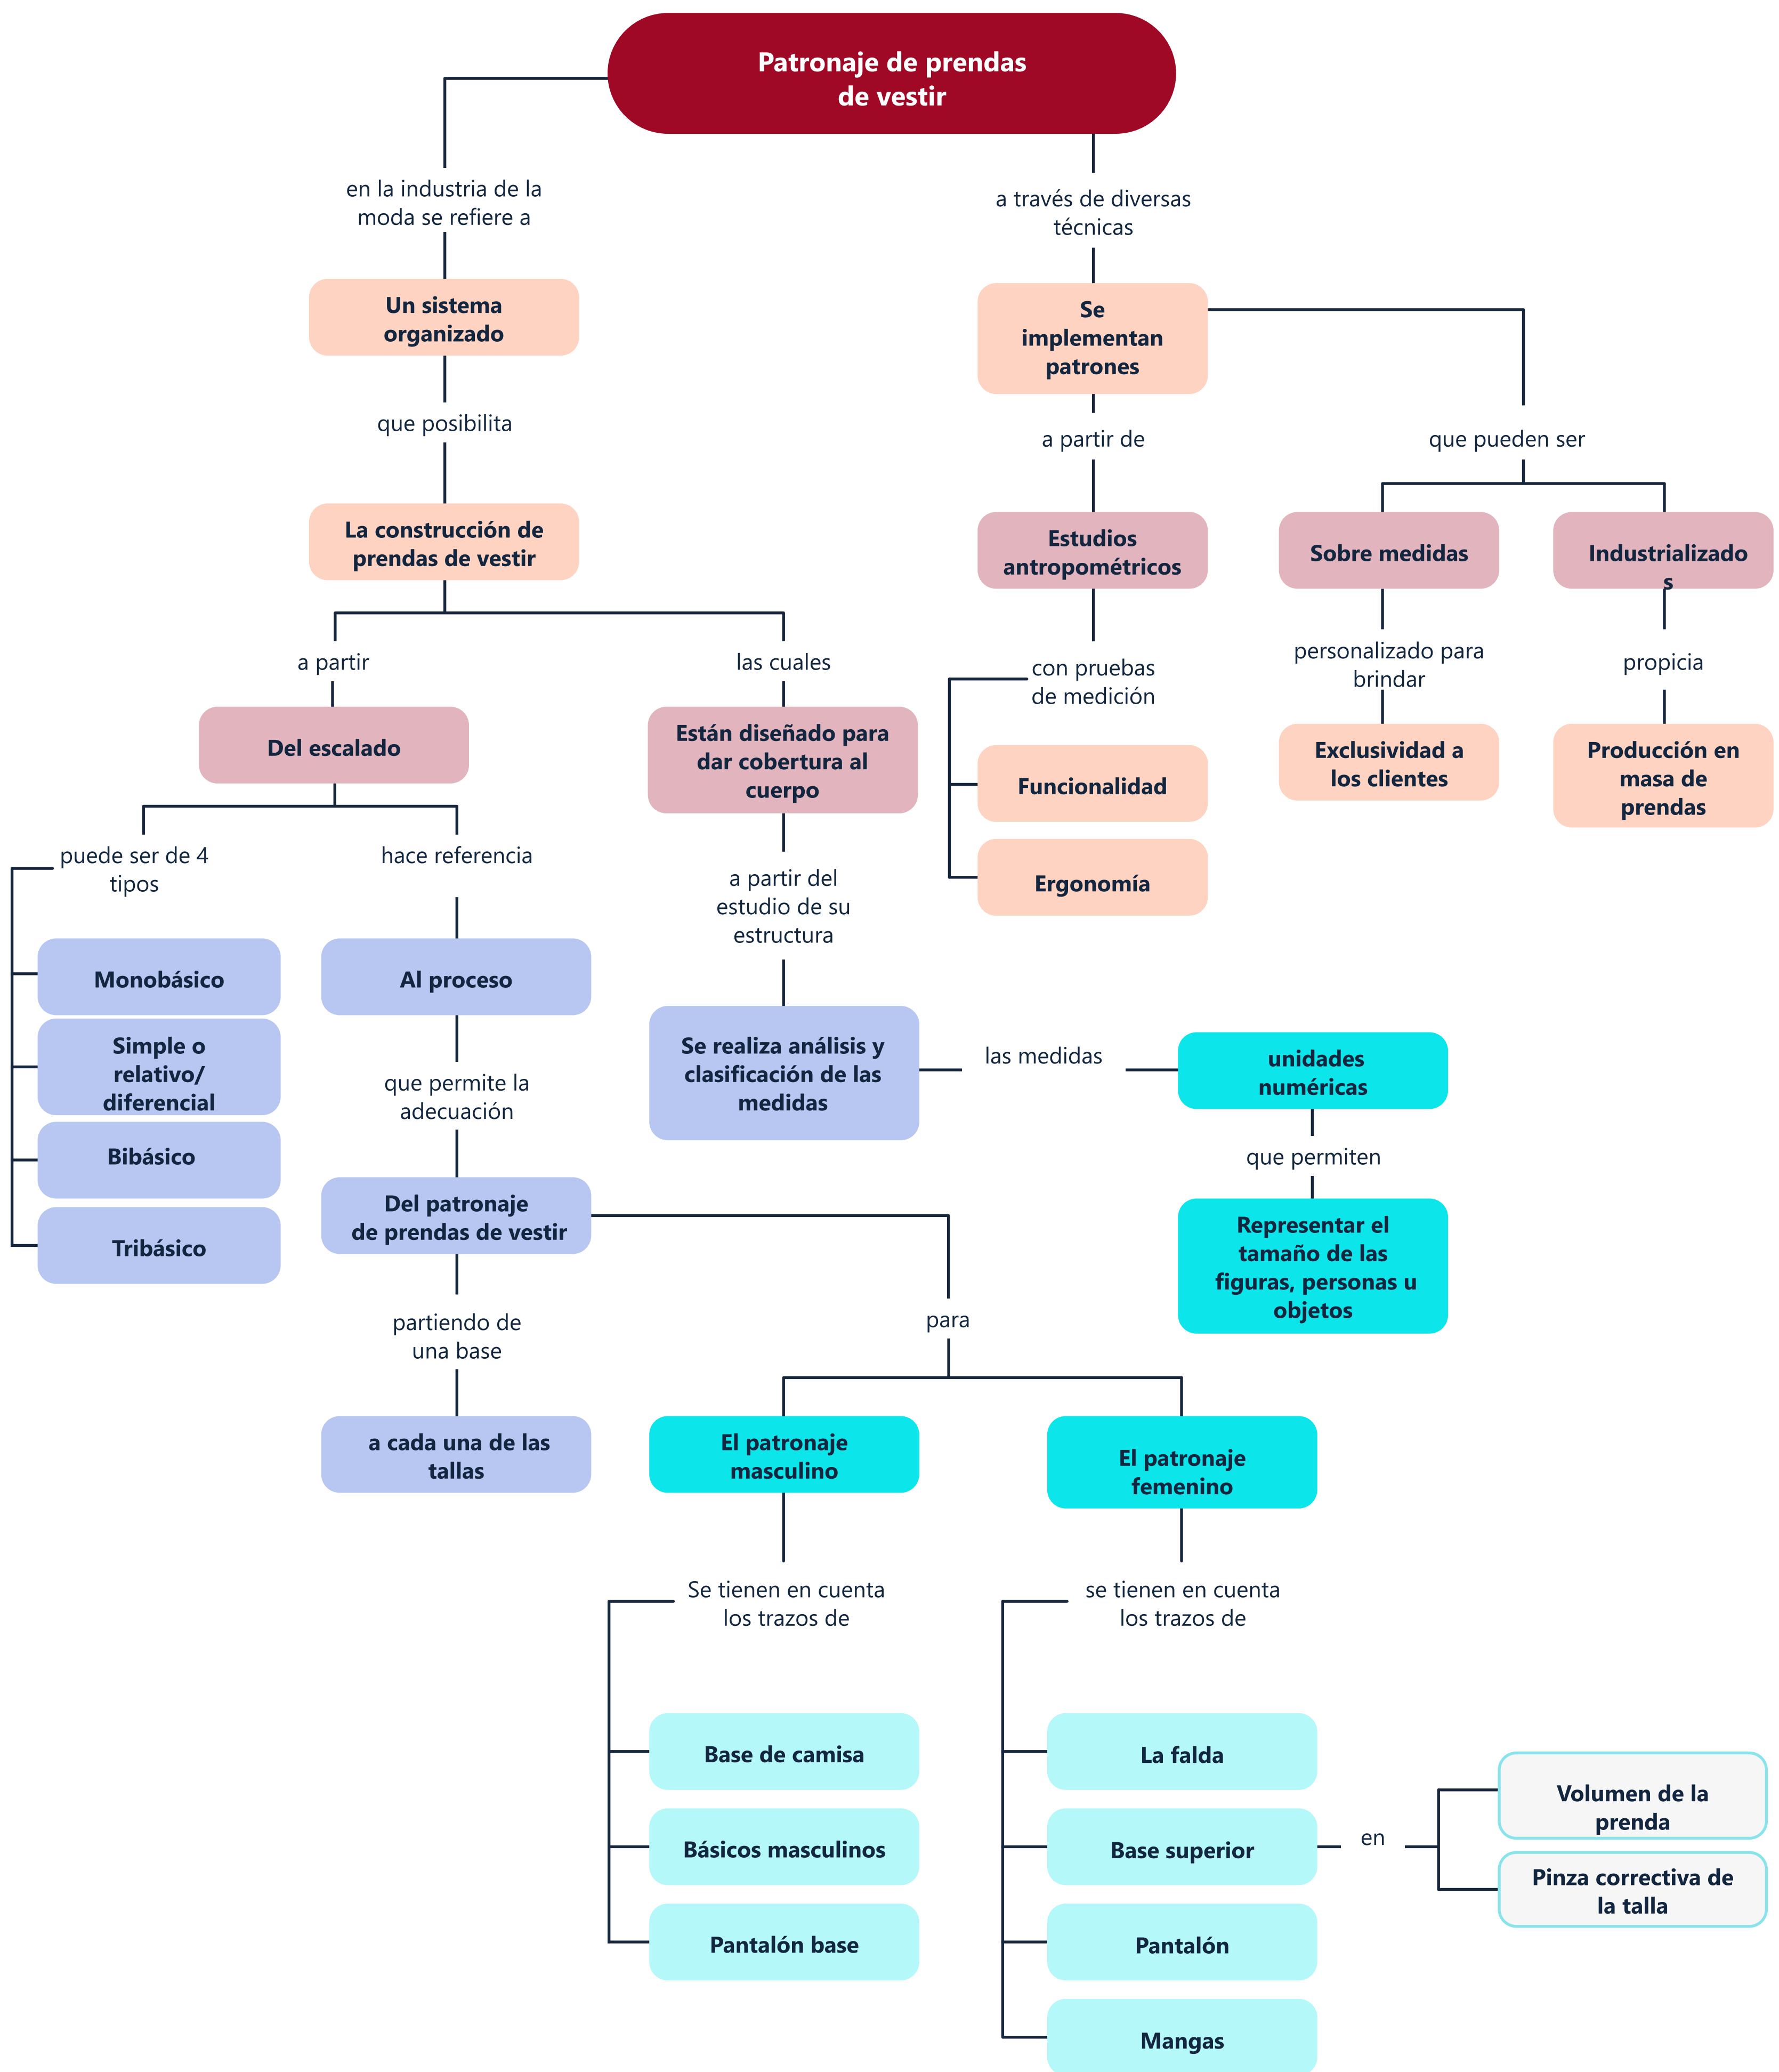 Patronaje de prendas
de vestir
en la industria de la
moda se refiere a
a través de diversas
técnicas
Un sistema
organizado
Se
implementan
patrones
que posibilita
a partir de
que pueden ser
La construcción de
prendas de vestir
Estudios
antropométricos
Sobre medidas
Industrializado
s
a partir
las cuales
con pruebas
de medición
personalizado para
brindar
propicia
Del escalado
Están diseñado para
dar cobertura al
cuerpo
Funcionalidad
Exclusividad a
los clientes
Producción en
masa de
prendas
puede ser de 4
tipos
hace referencia
a partir del
estudio de su
estructura
Ergonomía
Monobásico
Al proceso
Simple o
relativo/
diferencial
que permite la
adecuación
Se realiza análisis y
clasificación de las
medidas
las medidas
unidades
numéricas
Bibásico
que permiten
Tribásico
Del patronaje
de prendas de vestir
Representar el
tamaño de las
figuras, personas u
objetos
partiendo de
una base
para
a cada una de las
tallas
El patronaje
masculino
El patronaje
femenino
Se tienen en cuenta
los trazos de
se tienen en cuenta
los trazos de
Base de camisa
La falda
Volumen de la
prenda
Básicos masculinos
Base superior
en
Pinza correctiva de
la talla
Pantalón base
Pantalón
Mangas